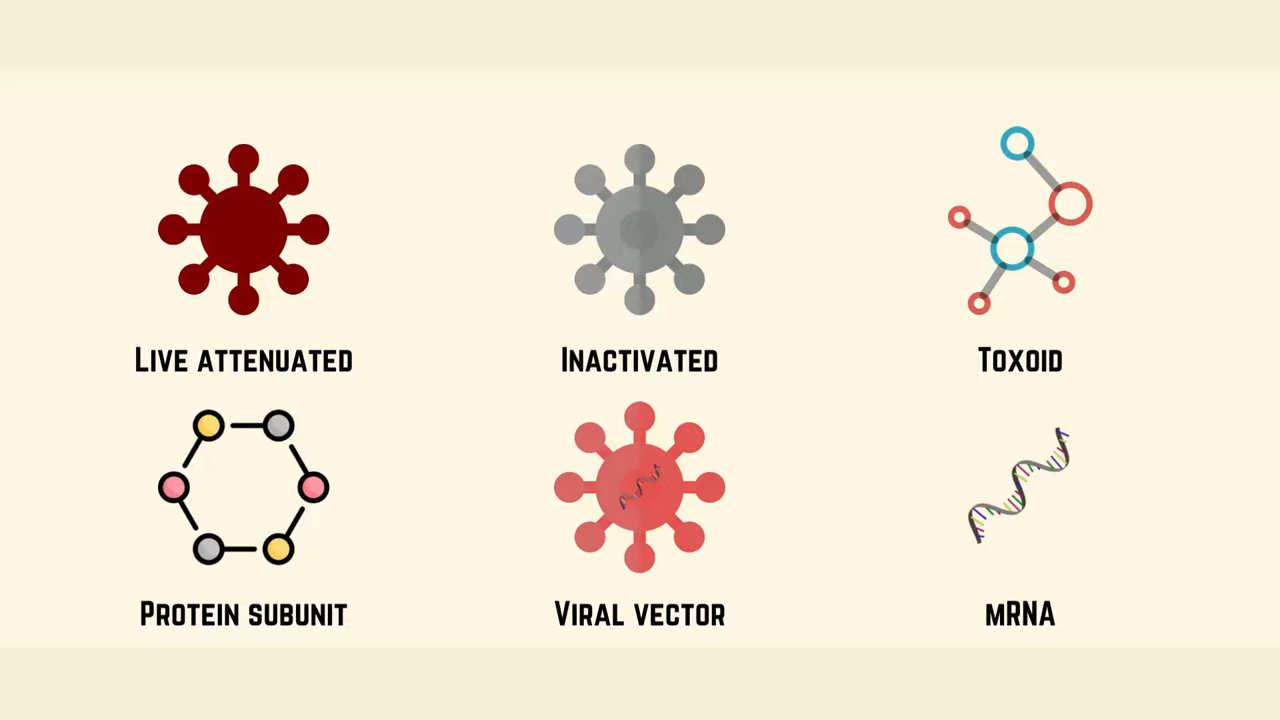 Live attenuated
Inactivated
Toxoid
Protein subunit
Viral vector
mRNA